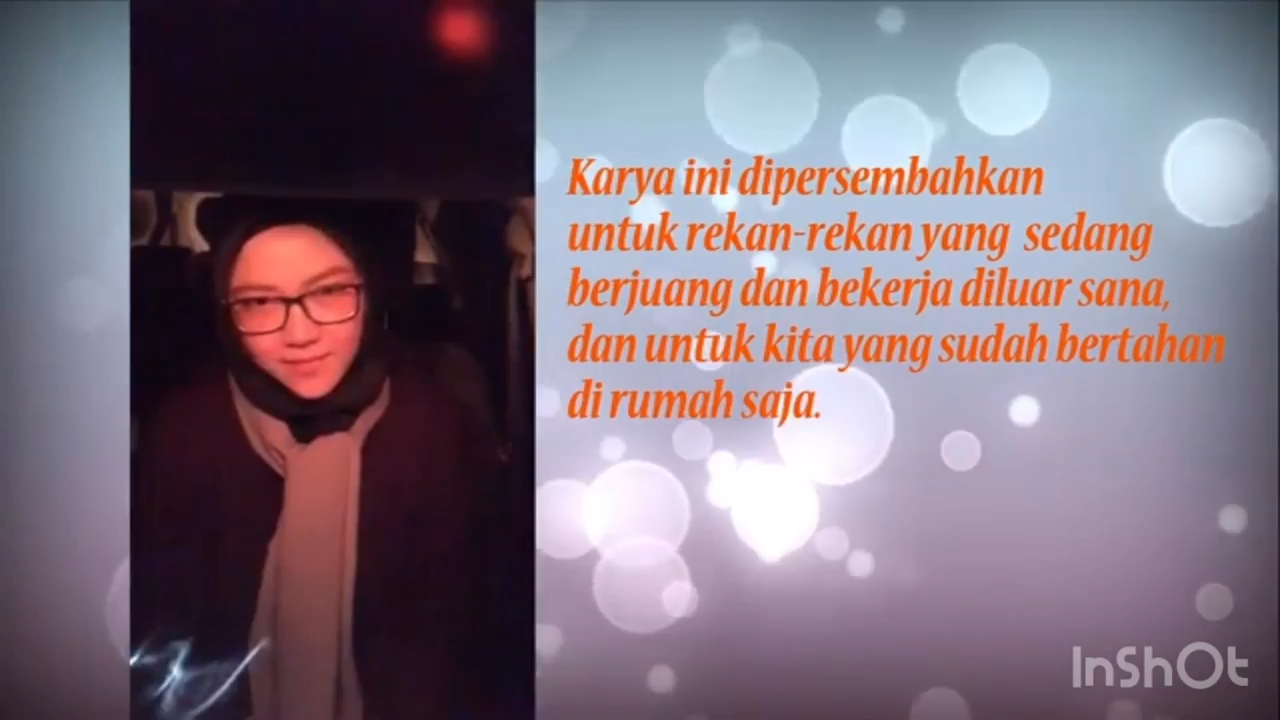 Karya ini dipersembahkan
untuk rekan-rekan yang sedang
berjuang dan bekerja diluar sana,
dan untuk kita yang sudah bertahan
di rumah saja.
InShOt